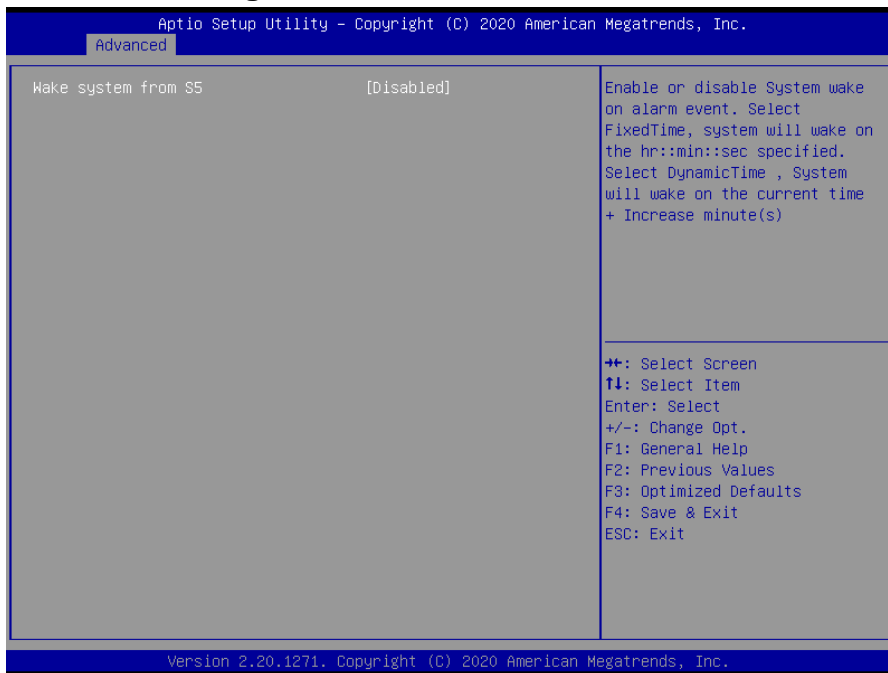 Aptio Setup Utility – Copyright (C) 2020 American Megatrends, Inc.
Advanced
Wake system from S5 [Disabled]
Enable or disable System wake
on alarm event. Select
FixedTime, system will wake on
the hr::min::sec specified.
Select DynamicTime , System
will wake on the current time
+ Increase minute(s)
→←: Select Screen
↑↓: Select Item
Enter: Select
+/-: Change Opt.
F1: General Help
F2: Previous Values
F3: Optimized Defaults
F4: Save & Exit
ESC: Exit
Version 2.20.1271. Copyright (C) 2020 American Megatrends, Inc.